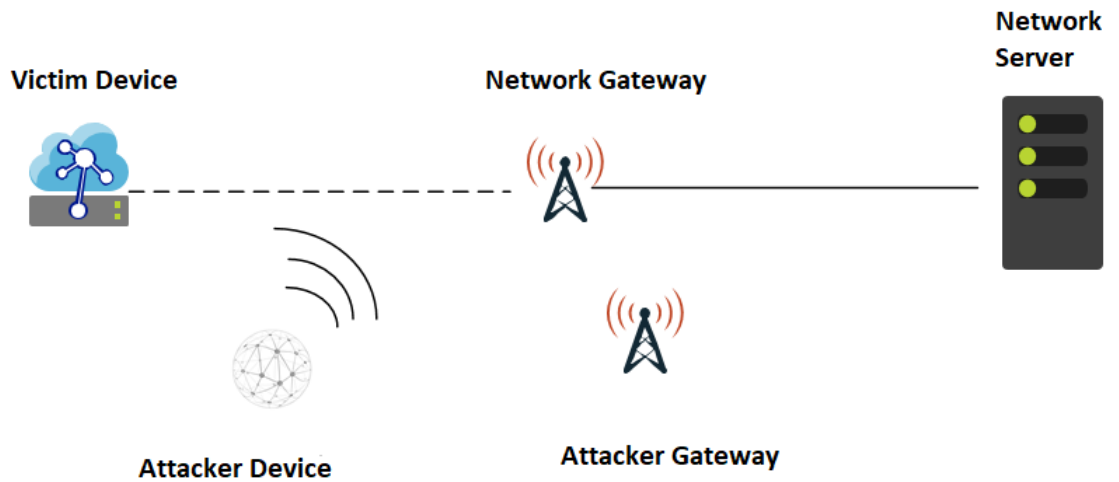 Network
Server
Victim Device
Network Gateway
Attacker Device
Attacker Gateway